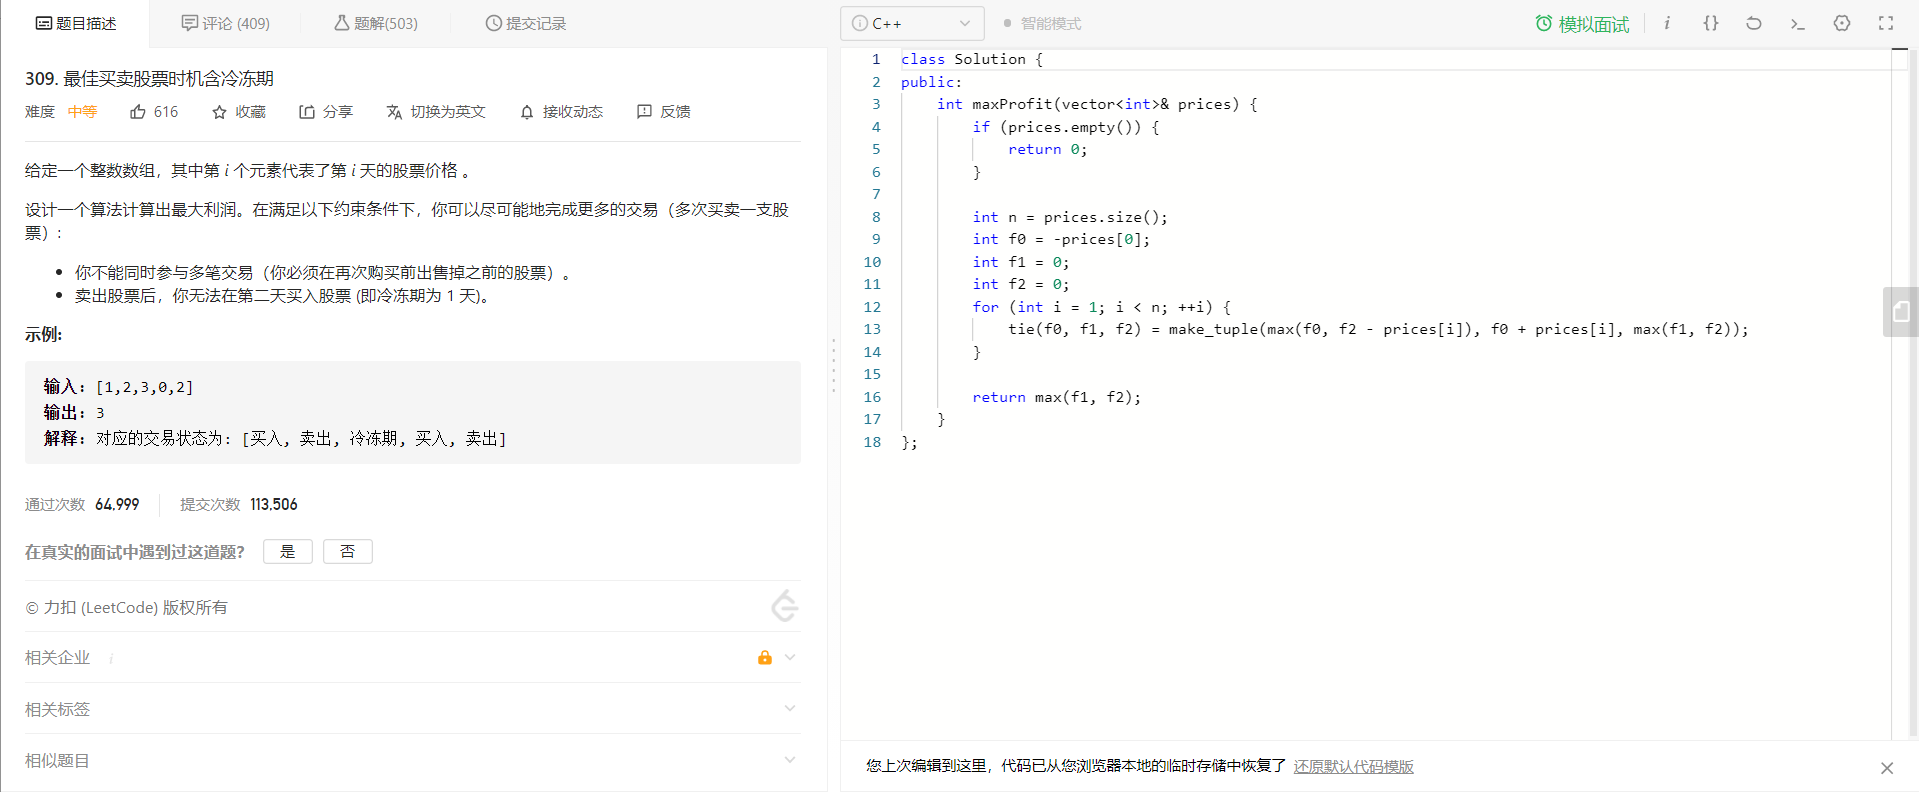 题目描述
评论 (409)
题解(503)
提交记录
309. 最佳买卖股票时机含冷冻期
难度 中等 616 收藏 分享 切换为英文 接收动态 反馈
给定一个整数数组，其中第 i 个元素代表了第 i 天的股票价格 。
设计一个算法计算出最大利润。在满足以下约束条件下，你可以尽可能地完成更多的交易（多次买卖一支股
票）:
你不能同时参与多笔交易（你必须在再次购买前出售掉之前的股票）。
卖出股票后，你无法在第二天买入股票 (即冷冻期为 1 天)。
示例:
输入: [1,2,3,0,2]
输出: 3
解释: 对应的交易状态为: [买入, 卖出, 冷冻期, 买入, 卖出]
通过次数 64,999 提交次数 113,506
在真实的面试中遇到过这道题? 是 否
© 力扣 (LeetCode) 版权所有
相关企业 i
相关标签
相似题目
C++ 智能模式 模拟面试 i {} >_
1 class Solution {
2 public:
3     int maxProfit(vector<int>& prices) {
4         if (prices.empty()) {
5             return 0;
6         }
7
8         int n = prices.size();
9         int f0 = -prices[0];
10         int f1 = 0;
11         int f2 = 0;
12         for (int i = 1; i < n; ++i) {
13             tie(f0, f1, f2) = make_tuple(max(f0, f2 - prices[i]), f0 + prices[i], max(f1, f2));
14         }
15
16         return max(f1, f2);
17     }
18 };
您上次编辑到这里，代码已从您浏览器本地的临时存储中恢复了 还原默认代码模版